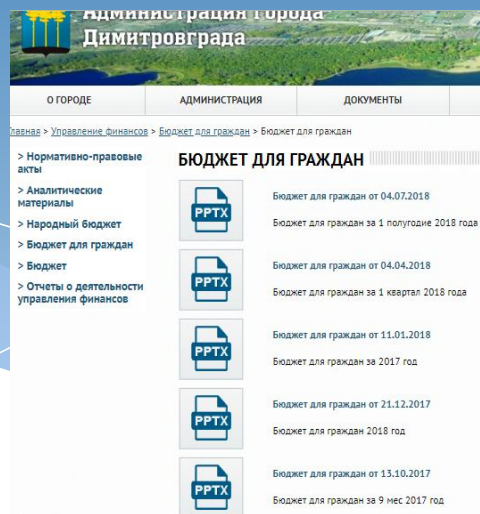 Администрация города
Димитровграда
О ГОРОДЕ
АДМИНИСТРАЦИЯ
ДОКУМЕНТЫ
Главная > Управление финансов > Бюджет для граждан > Бюджет для граждан
> Нормативно-правовые
акты
> Аналитические
материалы
> Народный бюджет
> Бюджет для граждан
> Бюджет
> Отчеты о деятельности
управления финансов
БЮДЖЕТ ДЛЯ ГРАЖДАН
PPTX
Бюджет для граждан от 04.07.2018
Бюджет для граждан за 1 полугодие 2018 года
PPTX
Бюджет для граждан от 04.04.2018
Бюджет для граждан за 1 квартал 2018 года
PPTX
Бюджет для граждан от 11.01.2018
Бюджет для граждан за 2017 год
PPTX
Бюджет для граждан от 21.12.2017
Бюджет для граждан 2018 год
PPTX
Бюджет для граждан от 13.10.2017
Бюджет для граждан за 9 мес 2017 год